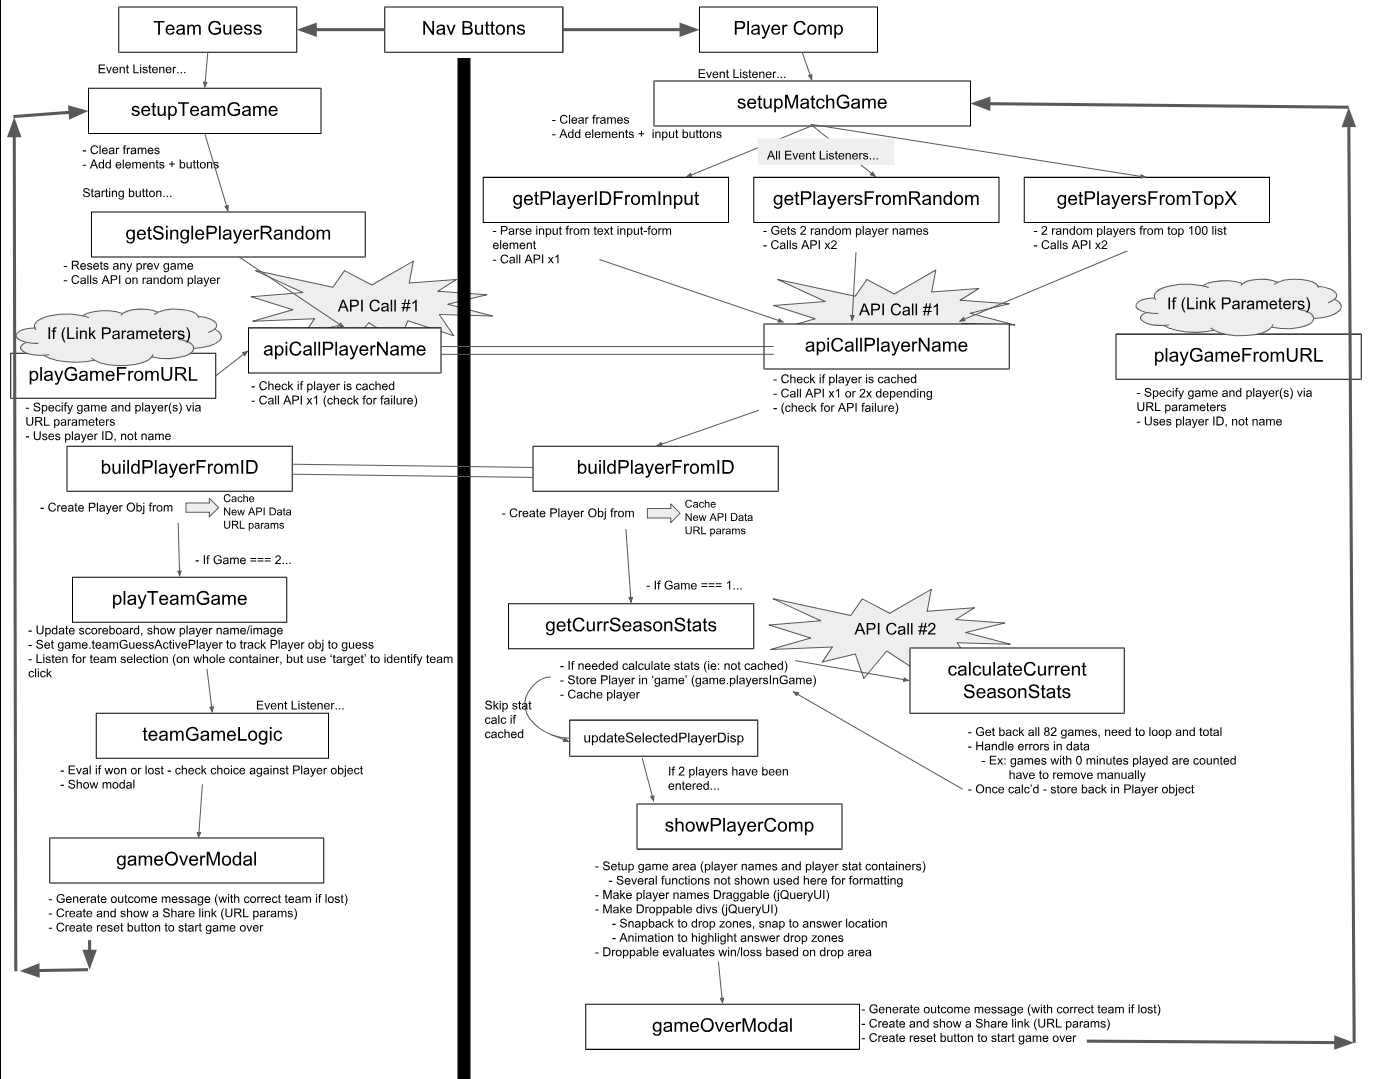 Team Guess
Nav Buttons
Player Comp
Event Listener...
setupTeamGame
- Clear frames
- Add elements + buttons
Starting button...
getSinglePlayerRandom
- Resets any prev game
- Calls API on random player
API Call #1
If (Link Parameters)
playGameFromURL
- Specify game and player(s) via
URL parameters
- Uses player ID, not name
apiCallPlayerName
- Check if player is cached
- Call API x1 (check for failure)
buildPlayerFromID
- Create Player Obj from
Cache
New API Data
URL params
- If Game === 2...
playTeamGame
- Update scoreboard, show player name/image
- Set game.teamGuessActivePlayer to track Player obj to guess
- Listen for team selection (on whole container, but use ‘target’ to identify team
click
Event Listener...
teamGameLogic
- Eval if won or lost - check choice against Player object
- Show modal
gameOverModal
- Generate outcome message (with correct team if lost)
- Create and show a Share link (URL params)
- Create reset button to start game over
Event Listener...
setupMatchGame
- Clear frames
- Add elements +  input buttons
All Event Listeners...
getPlayerIDFromInput
- Parse input from text input-form
element
- Call API x1
getPlayersFromRandom
- Gets 2 random player names
- Calls API x2
getPlayersFromTopX
- 2 random players from top 100 list
- Calls API x2
API Call #1
apiCallPlayerName
- Check if player is cached
- Call API x1 or 2x depending
- (check for API failure)
If (Link Parameters)
playGameFromURL
- Specify game and player(s) via
URL parameters
- Uses player ID, not name
buildPlayerFromID
- Create Player Obj from
Cache
New API Data
URL params
- If Game === 1...
getCurrSeasonStats
- If needed calculate stats (ie: not cached)
- Store Player in ‘game’ (game.playersInGame)
- Cache player
API Call #2
calculateCurrent
SeasonStats
- Get back all 82 games, need to loop and total
- Handle errors in data
- Ex: games with 0 minutes played are counted
have to remove manually
- Once calc’d - store back in Player object
Skip stat
calc if
cached
updateSelectedPlayerDisp
If 2 players have been
entered...
showPlayerComp
- Setup game area (player names and player stat containers)
- Several functions not shown used here for formatting
- Make player names Draggable (jQueryUI)
- Make Droppable divs (jQueryUI)
- Snapback to drop zones, snap to answer location
- Animation to highlight answer drop zones
- Droppable evaluates win/loss based on drop area
gameOverModal
- Generate outcome message (with correct team if lost)
- Create and show a Share link (URL params)
- Create reset button to start game over